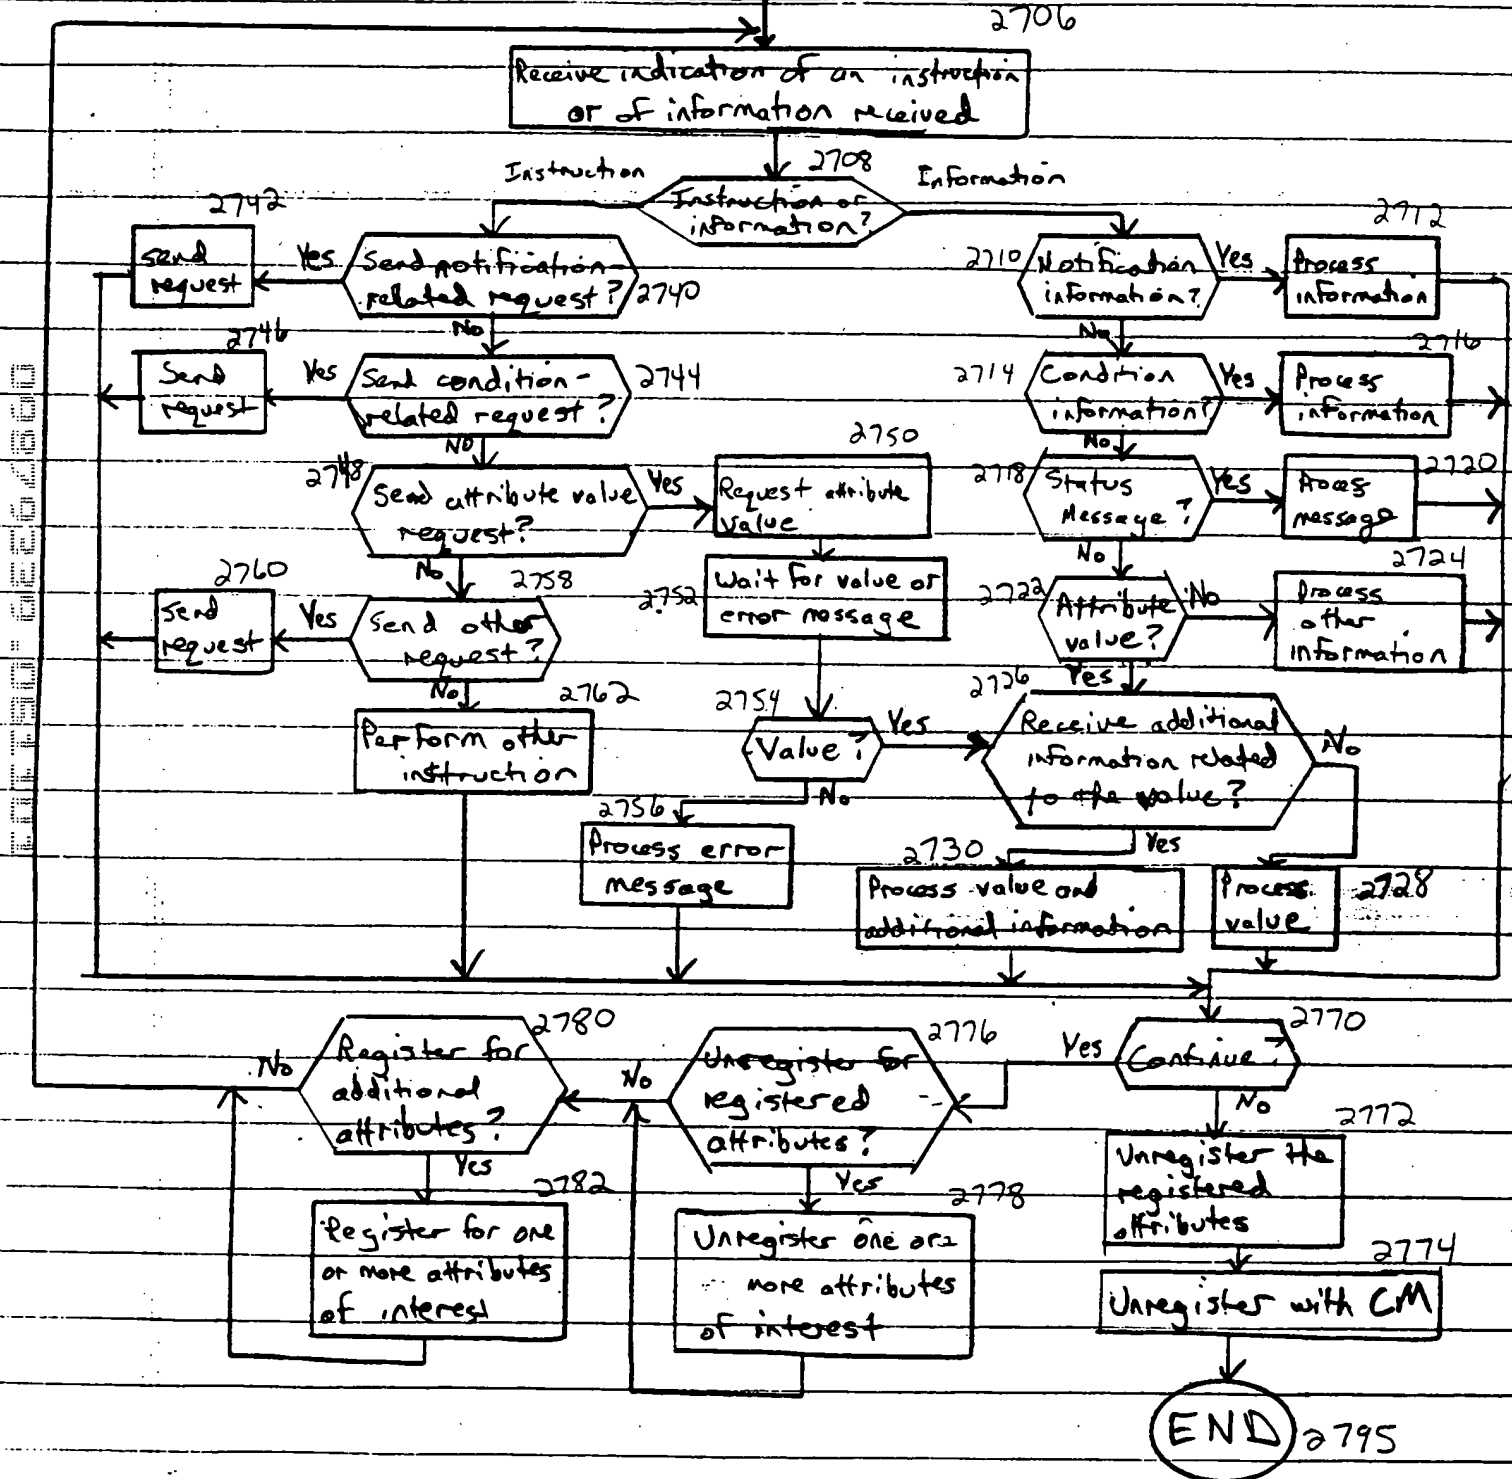 2706
Receive indication of an instruction
or of information received
2708
Instruction
Information
Instruction or
information?
2742
send
request
Yes
Send notification-
related request?
2740
No
2710
Notification
information?
Yes
2712
Process
information
No
2746
Send
request
Yes
Send condition-
related request?
2744
No
2714
Condition
information?
Yes
2716
Process
information
No
2748
Send attribute value
request?
Yes
2750
Request attribute
value
No
2718
Status
Message?
Yes
2720
Process
message
No
2752
Wait for value or
error message
2722
Attribute
value?
No
2724
Process
other
information
Yes
2760
Send
request
Yes
2758
Send other
request?
No
2762
Perform other
instruction
2754
Value?
Yes
No
2726
Receive additional
information related
to the value?
No
Yes
2756
Process error
message
2730
Process value and
additional information
2728
Process
value
2770
Continue?
Yes
No
2776
Unregister for
registered
attributes?
No
Yes
2780
Register for
additional
attributes?
No
Yes
2772
Unregister the
registered
attributes
2782
Register for one
or more attributes
of interest
2778
Unregister one or
more attributes
of interest
2774
Unregister with CM
END
2795